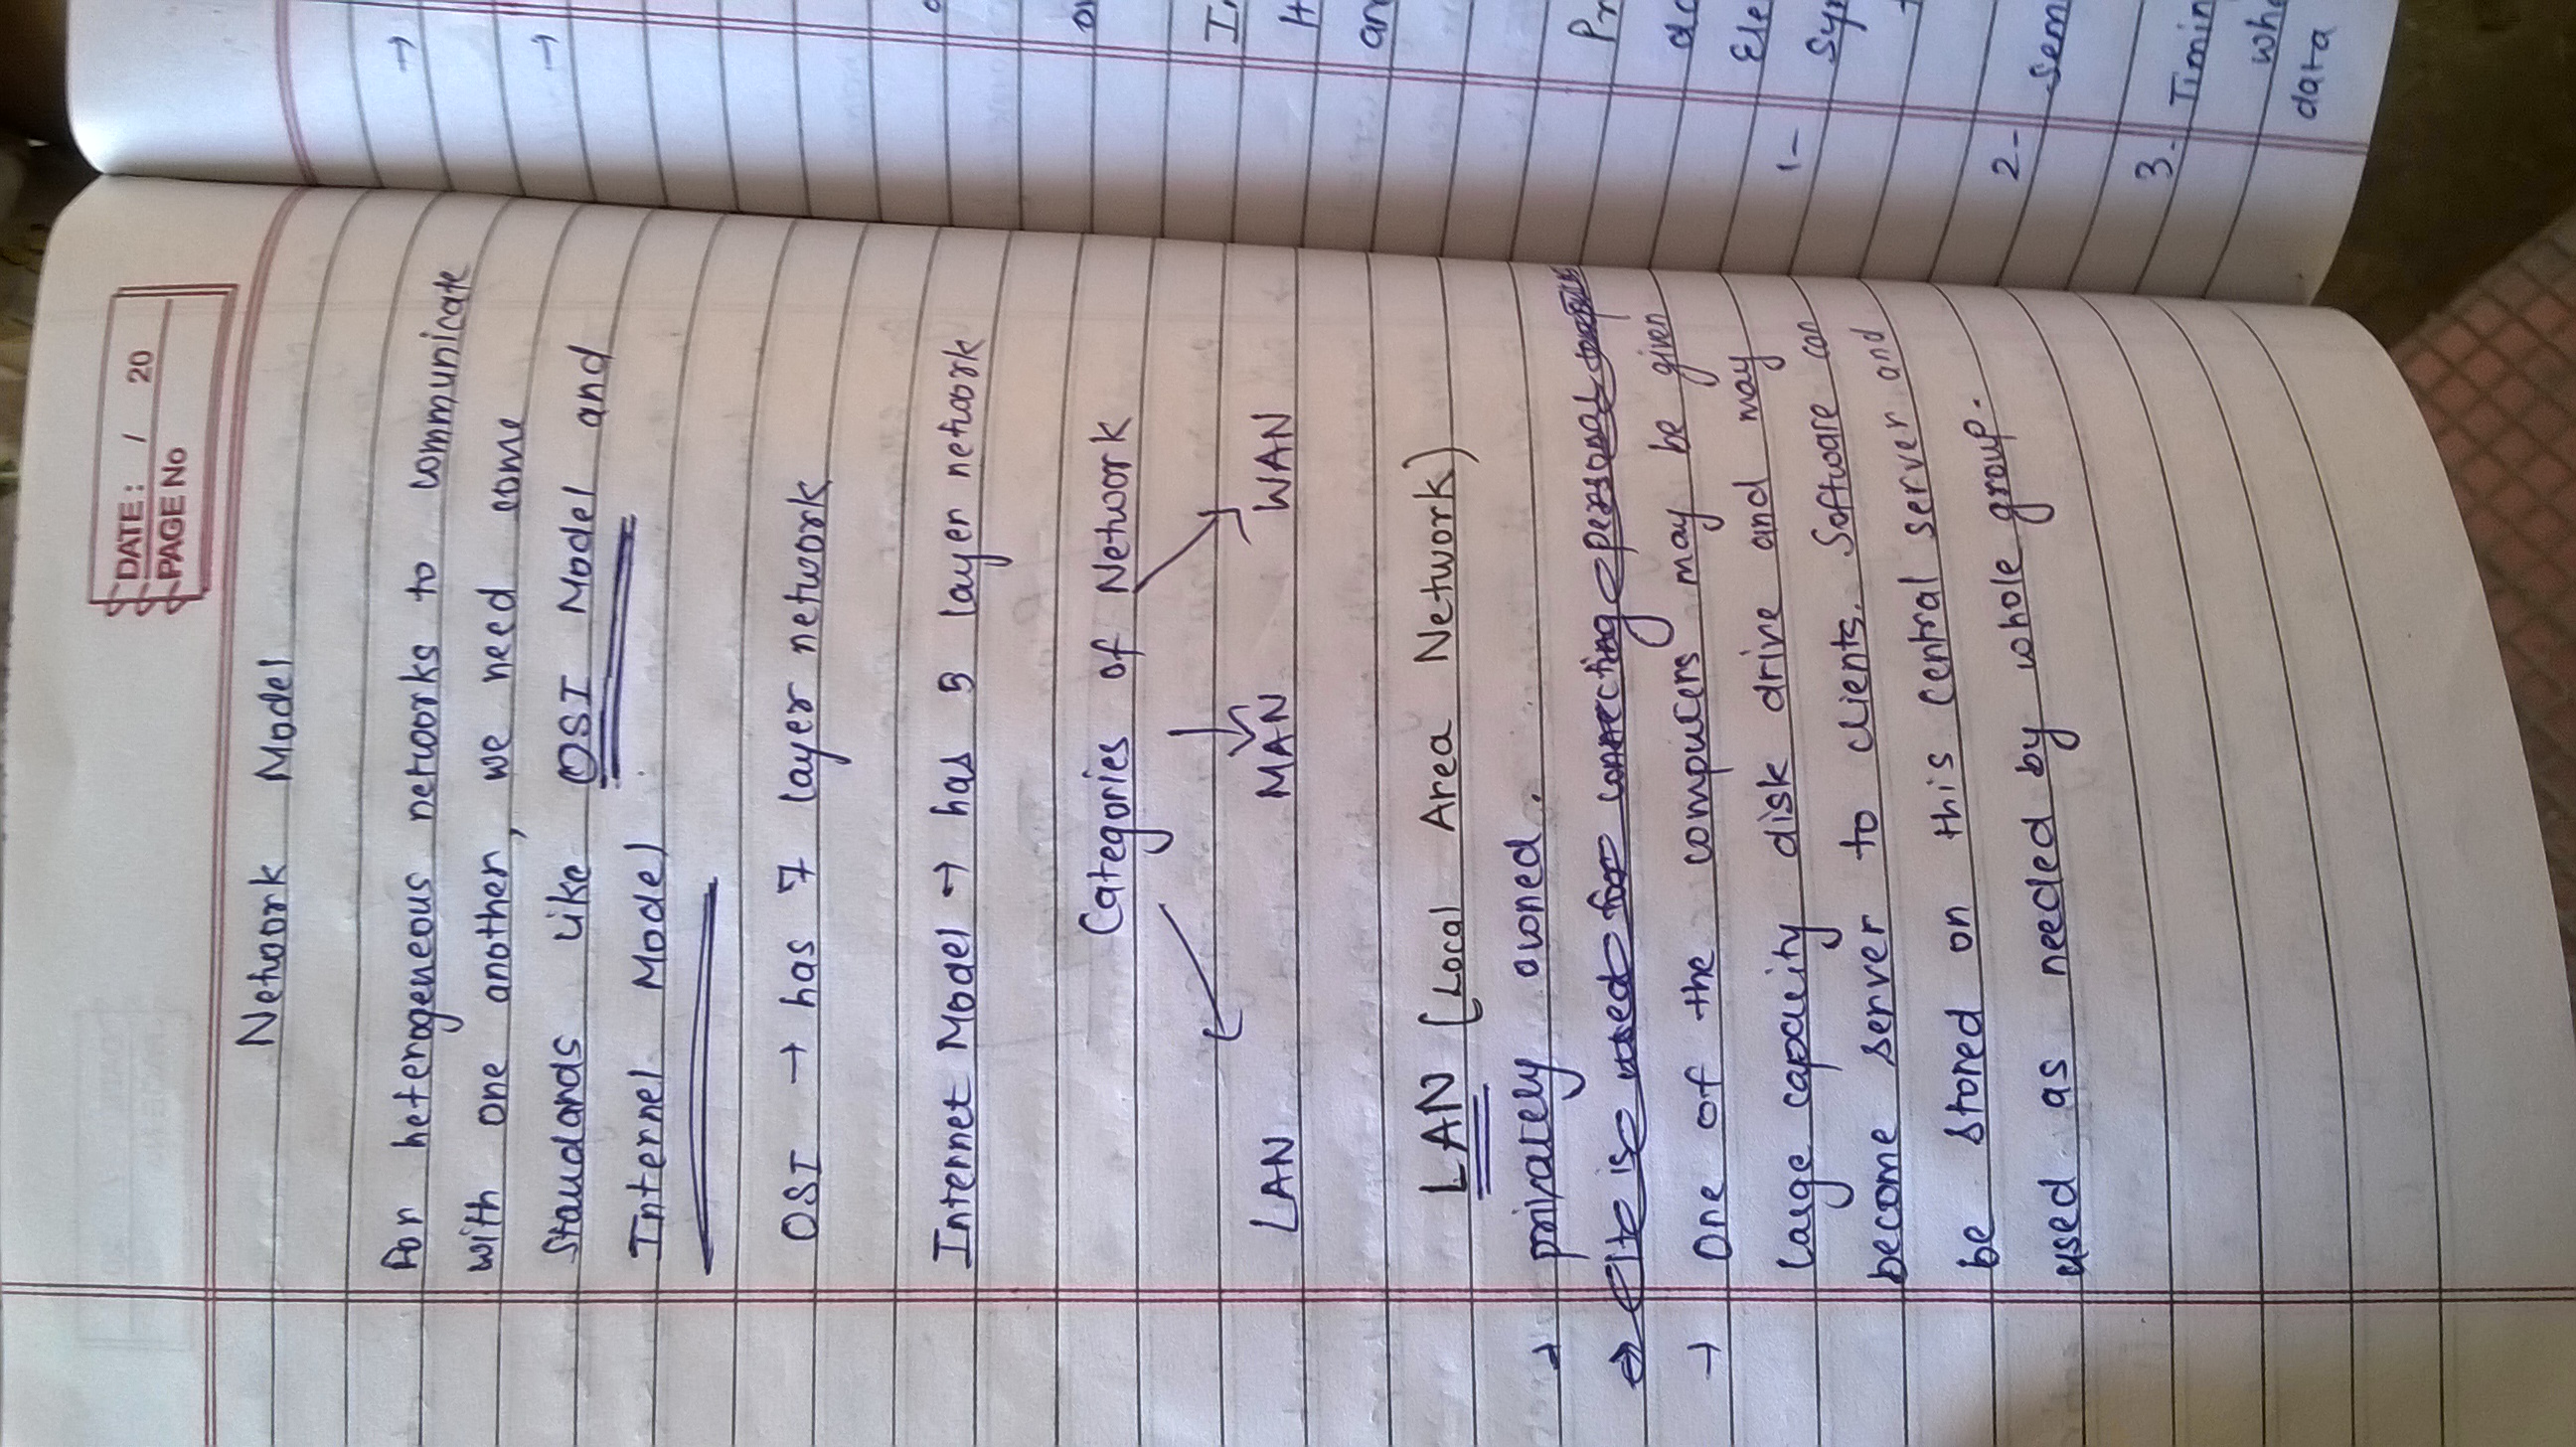 DATE: / 20
PAGE No
Network Model
For heterogeneous networks to communicate
with one another, we need some
Standards like OSI Model and
Internet Model
OSI → has 7 layer network
Internet Model → has 5 layer network
Categories of Network
LAN MAN WAN
LAN (Local Area Network)
→ privately owned.
→ It is used for connecting personal
→ One of the computers may be given
large capacity disk drive and may
become server to clients. Software can
be stored on this central server and
used as needed by whole group.
→
→
or
In
H
an
Pr
Ele
1- Syn
2- Sem
3. Timin
whe
data